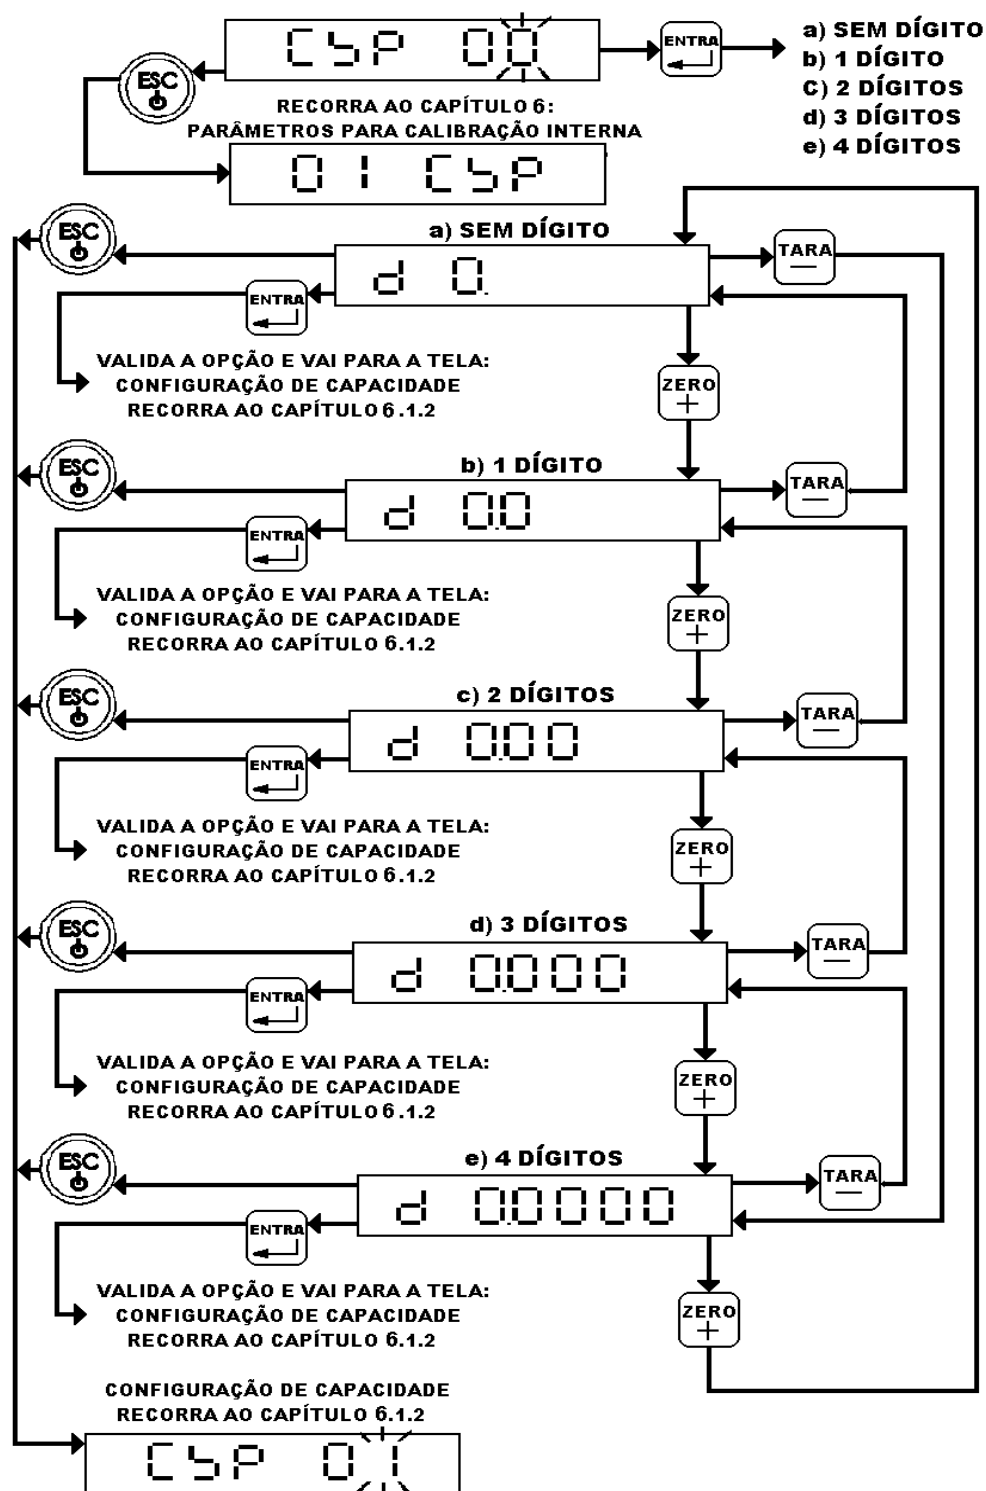 CSP 00
ENTRA
a) SEM DÍGITO
b) 1 DÍGITO
C) 2 DÍGITOS
d) 3 DÍGITOS
e) 4 DÍGITOS
ESC
RECORRA AO CAPÍTULO 6:
PARÂMETROS PARA CALIBRAÇÃO INTERNA
01 CSP
ESC
a) SEM DÍGITO
d 0.
TARA
—
ENTRA
VALIDA A OPÇÃO E VAI PARA A TELA:
CONFIGURAÇÃO DE CAPACIDADE
RECORRA AO CAPÍTULO 6.1.2
ZERO
+
ESC
b) 1 DÍGITO
d 0.0
TARA
—
ENTRA
VALIDA A OPÇÃO E VAI PARA A TELA:
CONFIGURAÇÃO DE CAPACIDADE
RECORRA AO CAPÍTULO 6.1.2
ZERO
+
ESC
c) 2 DÍGITOS
d 0.00
TARA
—
ENTRA
VALIDA A OPÇÃO E VAI PARA A TELA:
CONFIGURAÇÃO DE CAPACIDADE
RECORRA AO CAPÍTULO 6.1.2
ZERO
+
ESC
d) 3 DÍGITOS
d 0.000
TARA
—
ENTRA
VALIDA A OPÇÃO E VAI PARA A TELA:
CONFIGURAÇÃO DE CAPACIDADE
RECORRA AO CAPÍTULO 6.1.2
ZERO
+
ESC
e) 4 DÍGITOS
d 0.0000
TARA
—
ENTRA
VALIDA A OPÇÃO E VAI PARA A TELA:
CONFIGURAÇÃO DE CAPACIDADE
RECORRA AO CAPÍTULO 6.1.2
ZERO
+
CONFIGURAÇÃO DE CAPACIDADE
RECORRA AO CAPÍTULO 6.1.2
CSP 01